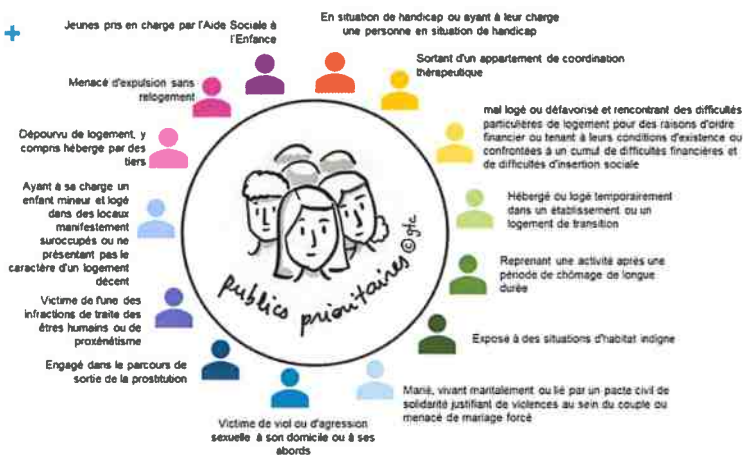 Jeunes pris en charge par l'Aide Sociale à
l'Enfance
En situation de handicap ou ayant à leur charge
une personne en situation de handicap
Sortant d'un appartement de coordination
thérapeutique
mal logé ou défavorisé et rencontrant des difficultés
particulières de logement pour des raisons d'ordre
financier ou tenant à leurs conditions d'existence ou
confrontées à un cumul de difficultés financières et
de difficultés d'insertion sociale
Hébergé ou logé temporairement
dans un établissement ou un
logement de transition
Reprenant une activité après une
période de chômage de longue
durée
Exposé à des situations d'habitat indigne
Marié, vivant maritalement ou lié par un pacte civil de
solidarité justifiant de violences au sein du couple ou
menacé de mariage forcé
Victime de viol ou d'agression
sexuelle à son domicile ou à ses
abords
Engagé dans le parcours de
sortie de la prostitution
Victime de l'une des
infractions de traite des
êtres humains ou de
proxénétisme
Ayant à sa charge un
enfant mineur et logé
dans des locaux
manifestement
suroccupés ou ne
présentant pas le
caractère d'un logement
décent
Dépourvu de logement, y
compris hébergé par des
tiers
Menacé d'expulsion sans
relogement
publics prioritaires ©gtc